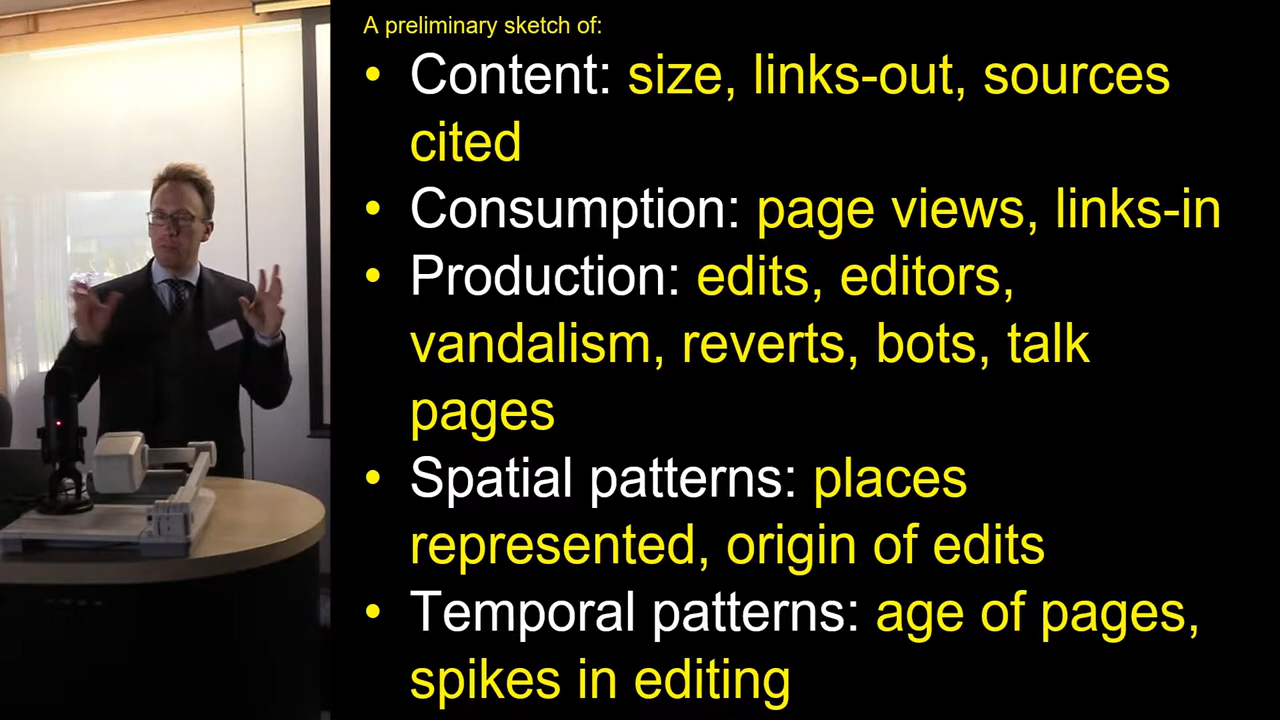 A preliminary sketch of:
• Content: size, links-out, sources
cited
• Consumption: page views, links-in
• Production: edits, editors,
vandalism, reverts, bots, talk
pages
• Spatial patterns: places
represented, origin of edits
• Temporal patterns: age of pages,
spikes in editing